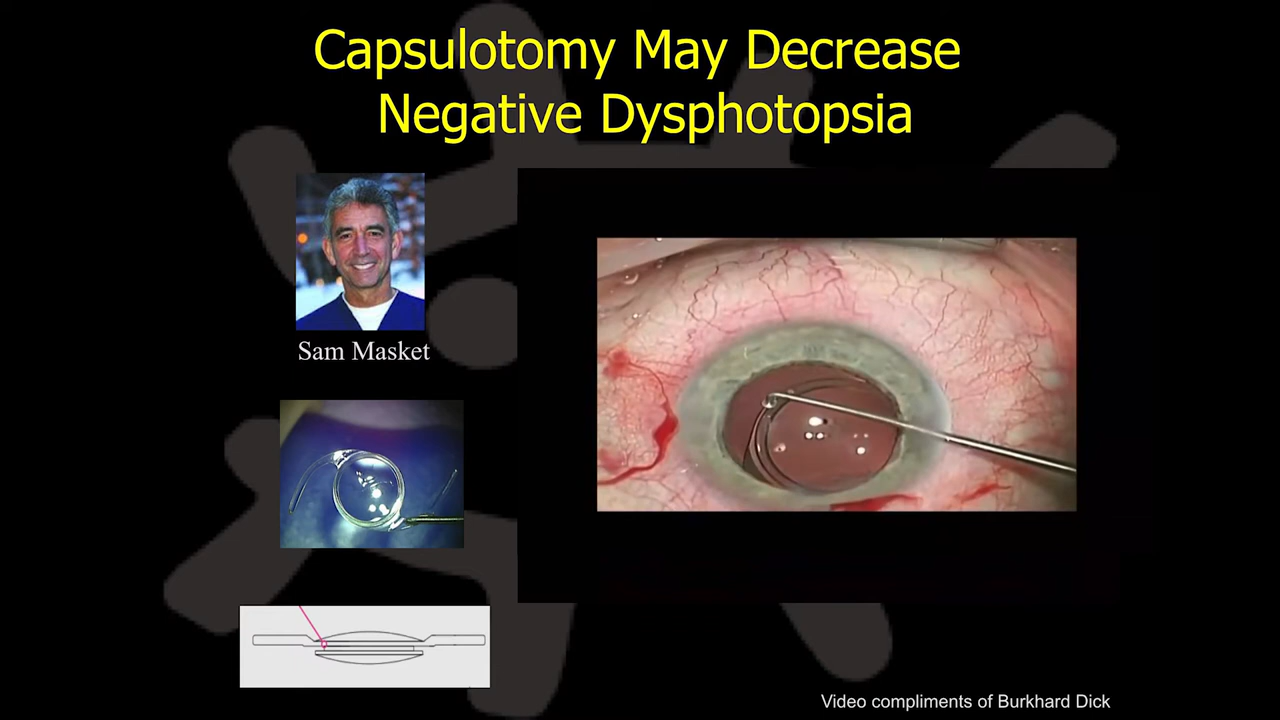 Capsulotomy May Decrease
Negative Dysphotopsia
Sam Masket
Video compliments of Burkhard Dick